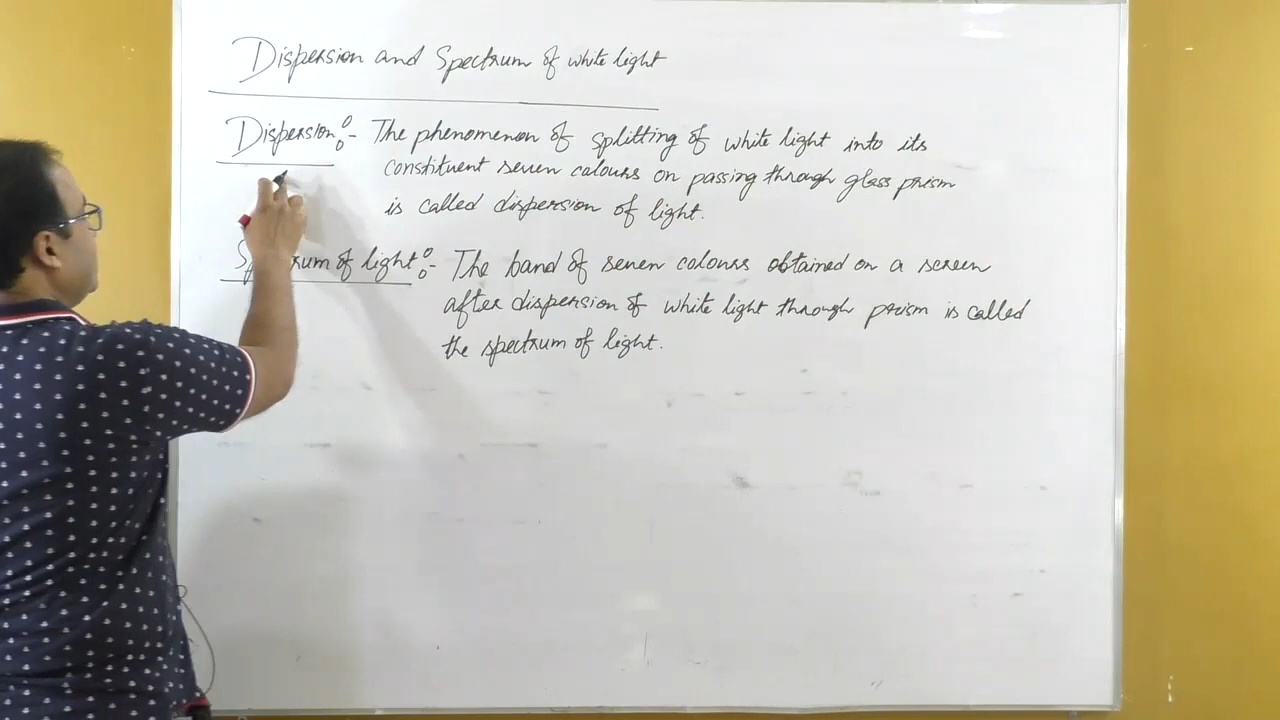 Dispersion and Spectrum of white light
Dispersion:- The phenomenon of splitting of white light into its
constituent seven colours on passing through glass prism
is called dispersion of light.
of light:- The band of seven colours obtained on a screen
after dispersion of white light through prism is called
the spectrum of light.